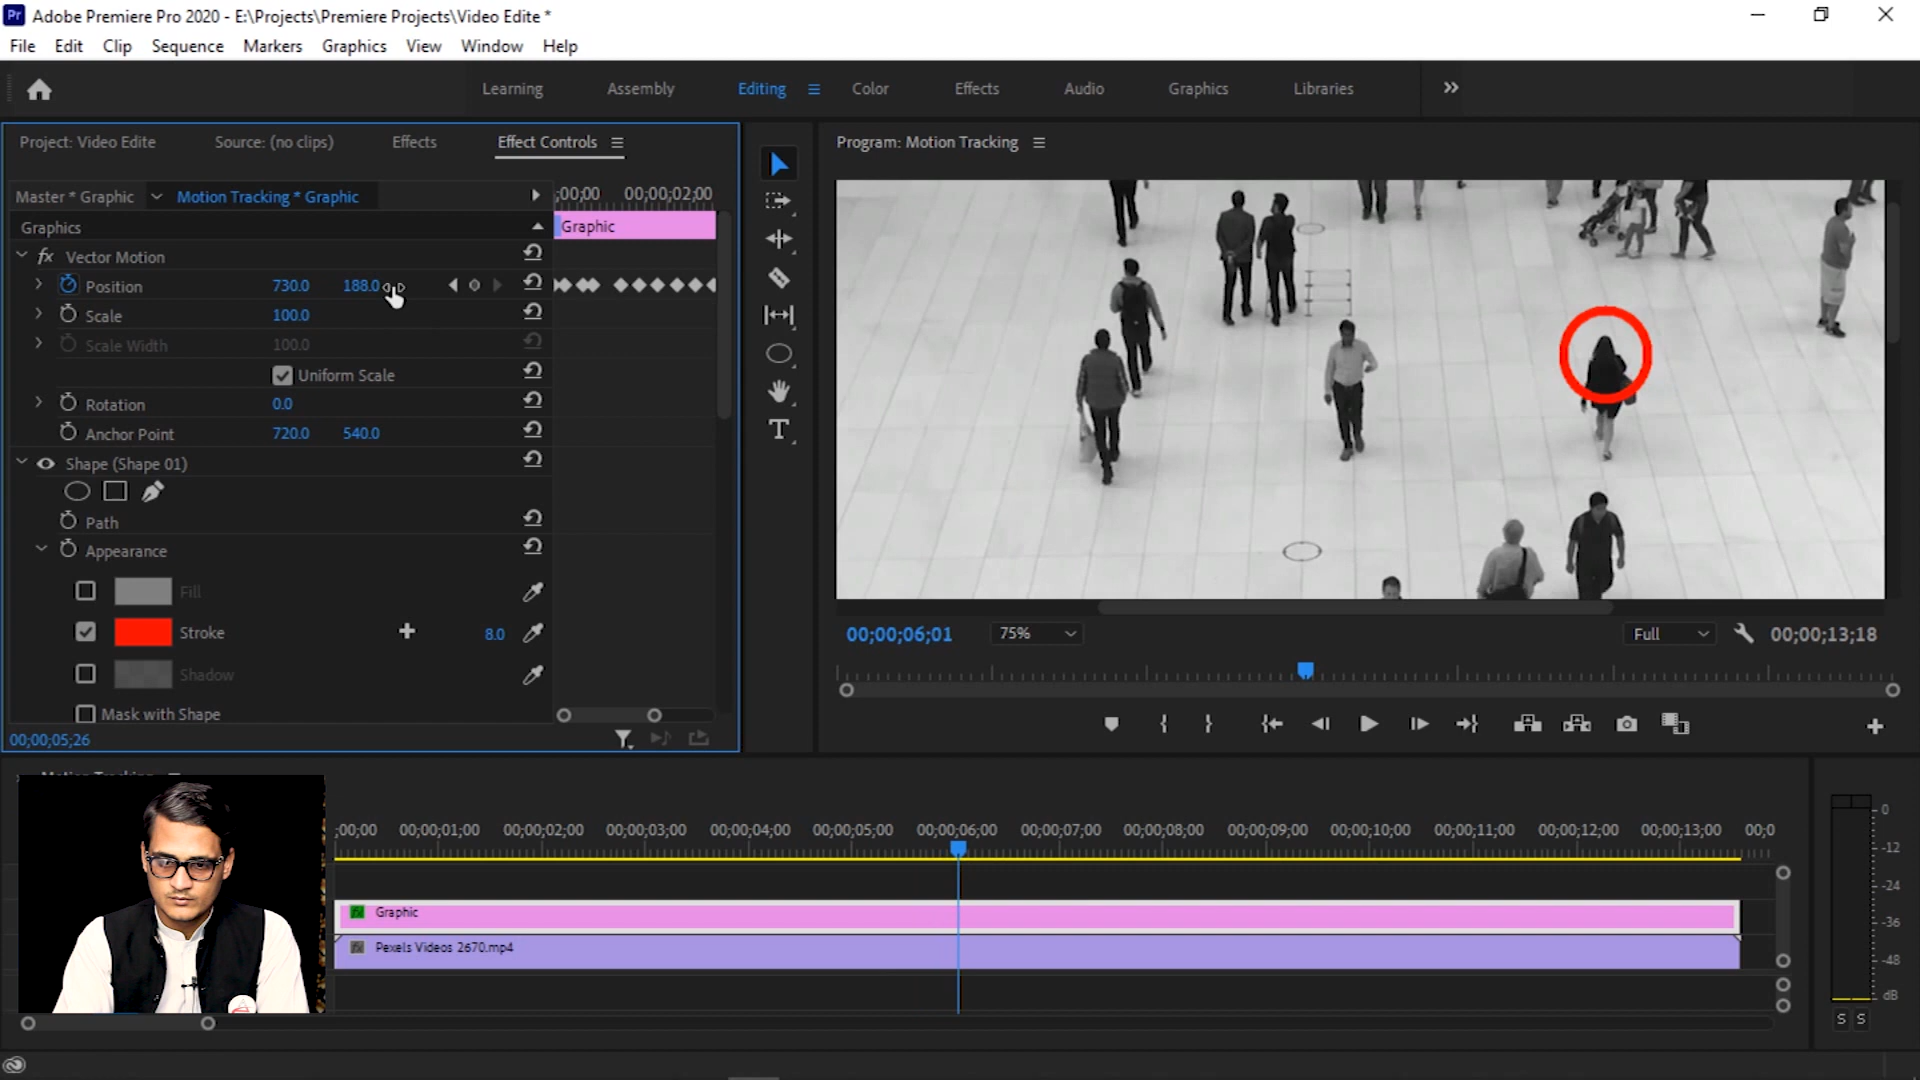 Pr Adobe Premiere Pro 2020 - E:\Projects\Premiere Projects\Video Edite *
File Edit Clip Sequence Markers Graphics View Window Help
Learning Assembly Editing Color Effects Audio Graphics Libraries
Project: Video Edite Source: (no clips) Effects Effect Controls
Program: Motion Tracking
Master * Graphic Motion Tracking * Graphic
;00;00 00;00;02;00
Graphics
Graphic
fx Vector Motion
Position 730.0 188.0
Scale 100.0
Scale Width 100.0
Uniform Scale
Rotation 0.0
Anchor Point 720.0 540.0
Shape (Shape 01)
Path
Appearance
Fill
Stroke 8.0
Shadow
Mask with Shape
00;00;05;26
00;00;06;01 75% Full 00;00;13;18
Motion Tracking
;00;00 00;00;01;00 00;00;02;00 00;00;03;00 00;00;04;00 00;00;05;00 00;00;06;00 00;00;07;00 00;00;08;00 00;00;09;00 00;00;10;00 00;00;11;00 00;00;12;00 00;00;13;00 00;0
fx Graphic
fx Pexels Videos 2670.mp4
0
-12
-24
-36
-48
dB
S S